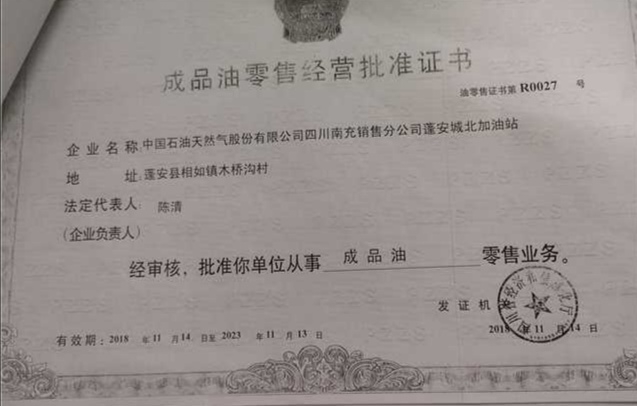 成品油零售经营批准证书
油零售证书第 R0027 号
企业名称:中国石油天然气股份有限公司四川南充销售分公司蓬安城北加油站
地 址:蓬安县相如镇木桥沟村
法定代表人: 陈清
(企业负责人)
经审核,批准你单位从事 成品油 零售业务。
发证机
2018 年 11 月 14 日
有效期:2018 年 11 月 14 日至 2023 年 11 月 13 日